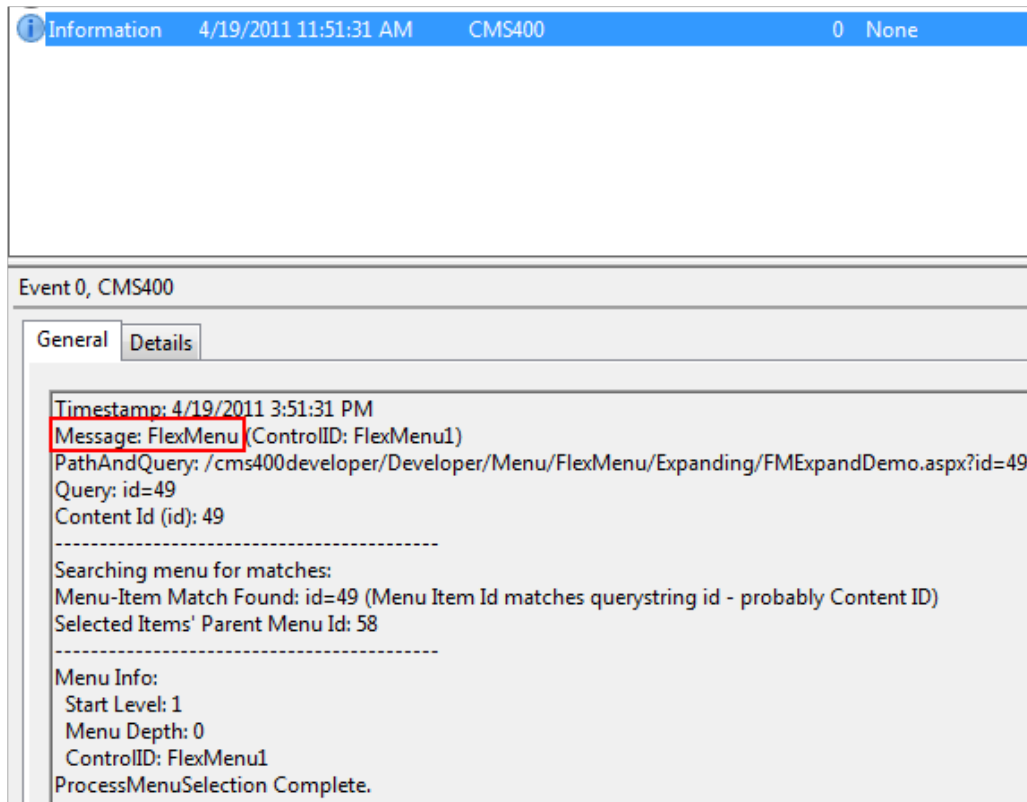 Information 4/19/2011 11:51:31 AM CMS400 0 None
Event 0, CMS400
General Details
Timestamp: 4/19/2011 3:51:31 PM
Message: FlexMenu (ControlID: FlexMenu1)
PathAndQuery: /cms400developer/Developer/Menu/FlexMenu/Expanding/FMExpandDemo.aspx?id=49
Query: id=49
Content Id (id): 49
-------------------------------------------
Searching menu for matches:
Menu-Item Match Found: id=49 (Menu Item Id matches querystring id - probably Content ID)
Selected Items' Parent Menu Id: 58
-------------------------------------------
Menu Info:
Start Level: 1
Menu Depth: 0
ControlID: FlexMenu1
ProcessMenuSelection Complete.